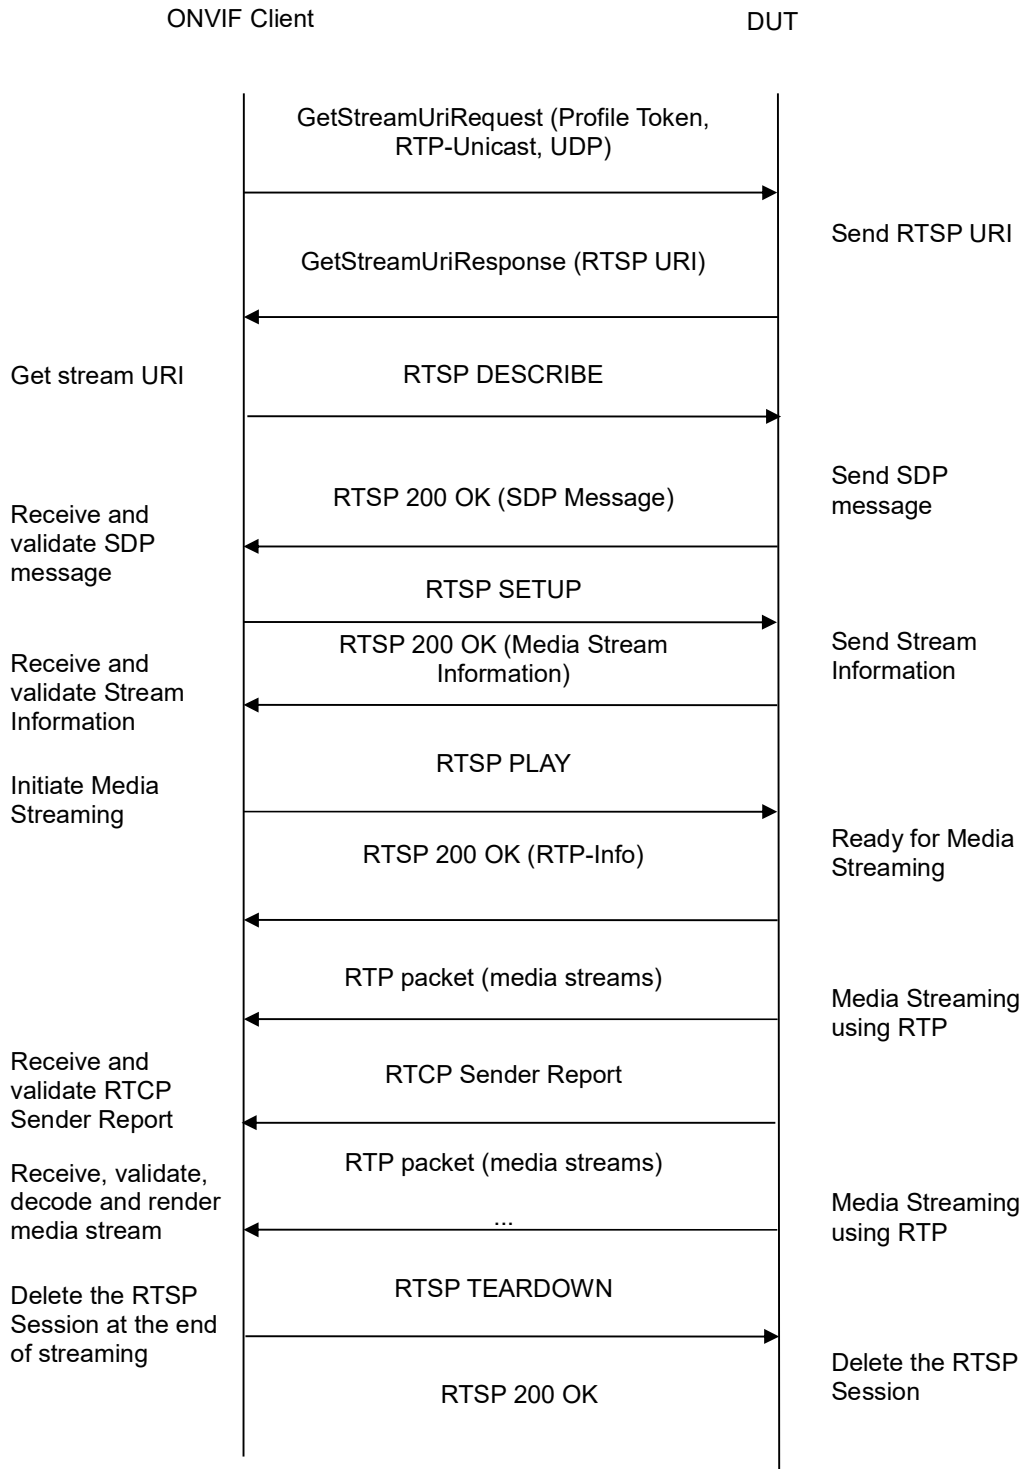 ONVIF Client
DUT
GetStreamUriRequest (Profile Token,
RTP-Unicast, UDP)
Send RTSP URI
GetStreamUriResponse (RTSP URI)
Get stream URI
RTSP DESCRIBE
Send SDP
message
RTSP 200 OK (SDP Message)
Receive and
validate SDP
message
RTSP SETUP
Send Stream
Information
RTSP 200 OK (Media Stream
Information)
Receive and
validate Stream
Information
RTSP PLAY
Initiate Media
Streaming
Ready for Media
Streaming
RTSP 200 OK (RTP-Info)
RTP packet (media streams)
Media Streaming
using RTP
Receive and
validate RTCP
Sender Report
RTCP Sender Report
RTP packet (media streams)
...
Receive, validate,
decode and render
media stream
Media Streaming
using RTP
RTSP TEARDOWN
Delete the RTSP
Session at the end
of streaming
Delete the RTSP
Session
RTSP 200 OK